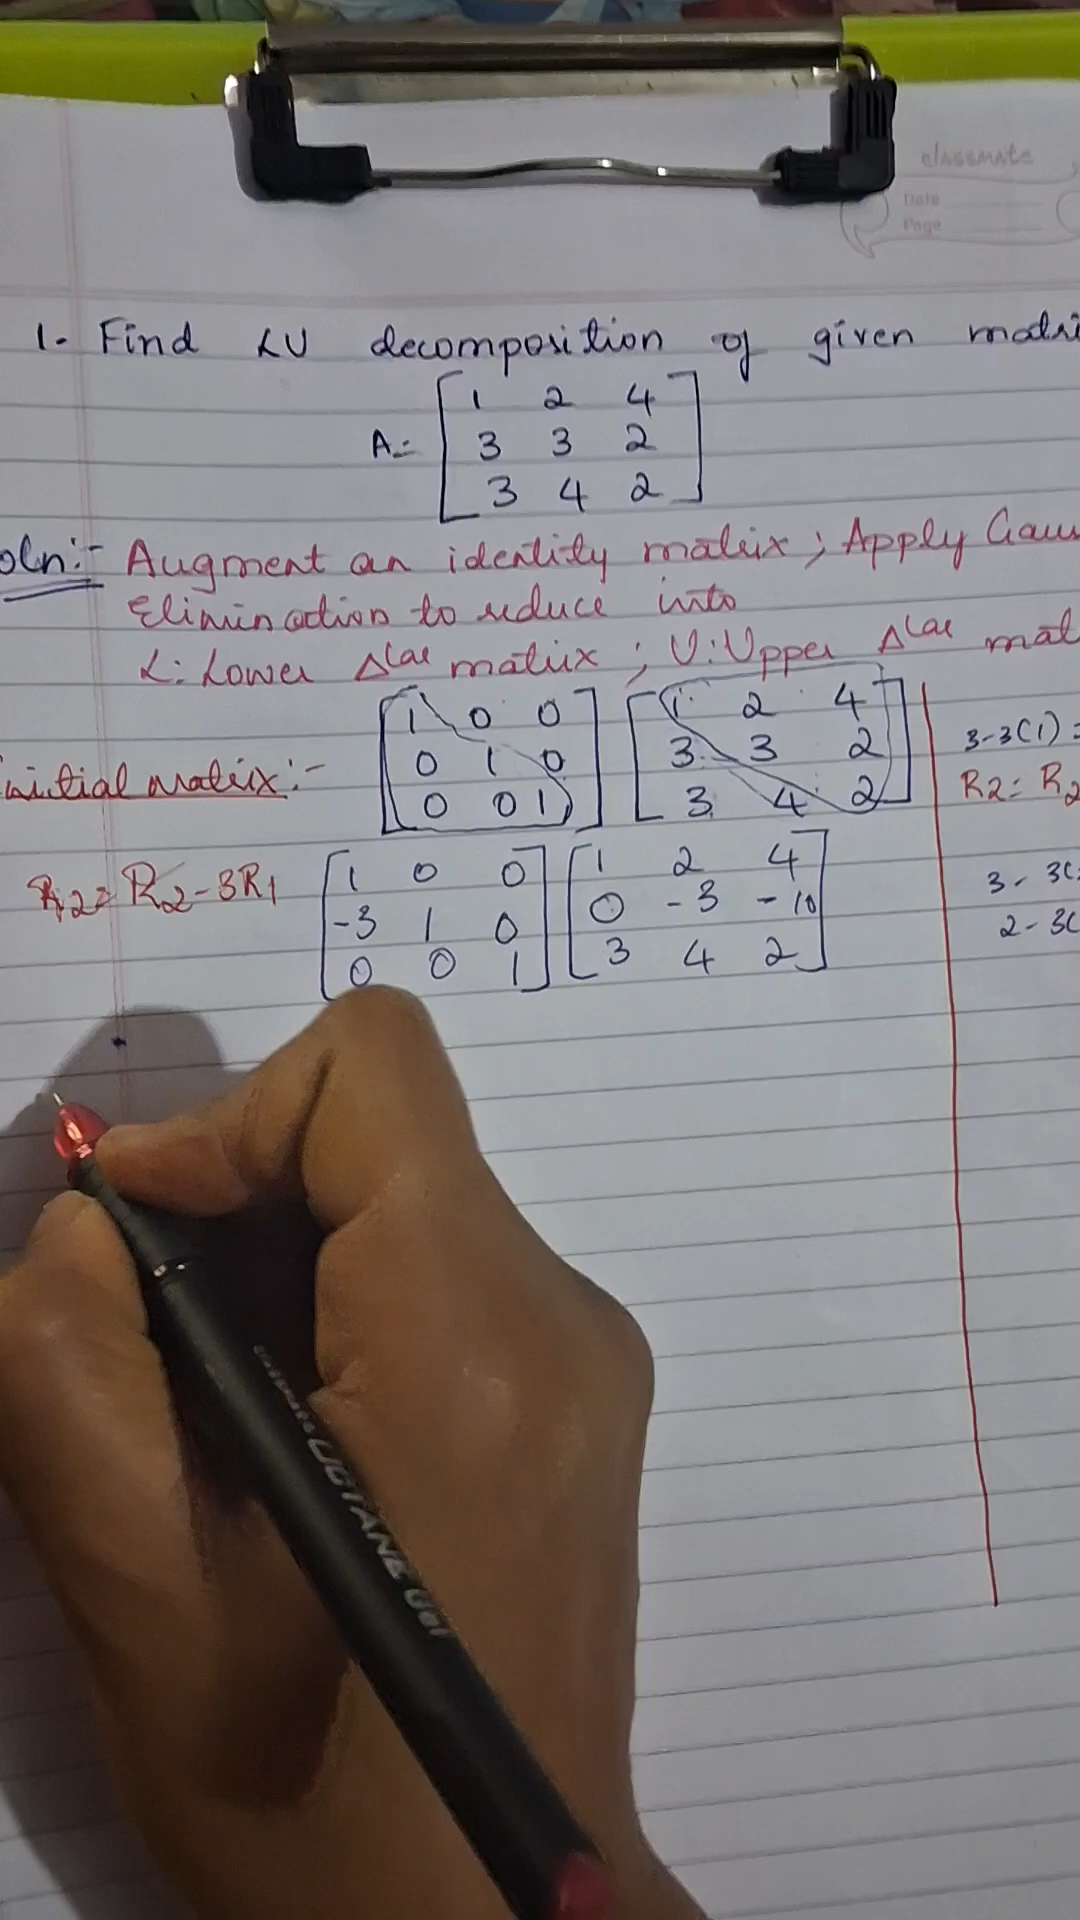 classmate
Date
Page
1. Find LU decomposition of given
A = [ 1 2 4
3 3 2
3 4 2 ]
oln:- Augment an identity matrix; Apply Gau
Elimination to reduce into
L: Lower Δlar matrix; U: Upper Δlar mat
initial matrix:- [ 1 0 0 ] [ 1 2 4 ] 3-3(1) =
0 1 0 3 3 2 R2 = R2
0 0 1 3 4 2
R2 = R2-3R1 [ 1 0 0 ] [ 1 2 4 ] 3-3(
-3 1 0 0 -3 -10 2-3(
0 0 1 3 4 2
OCTANE Gel